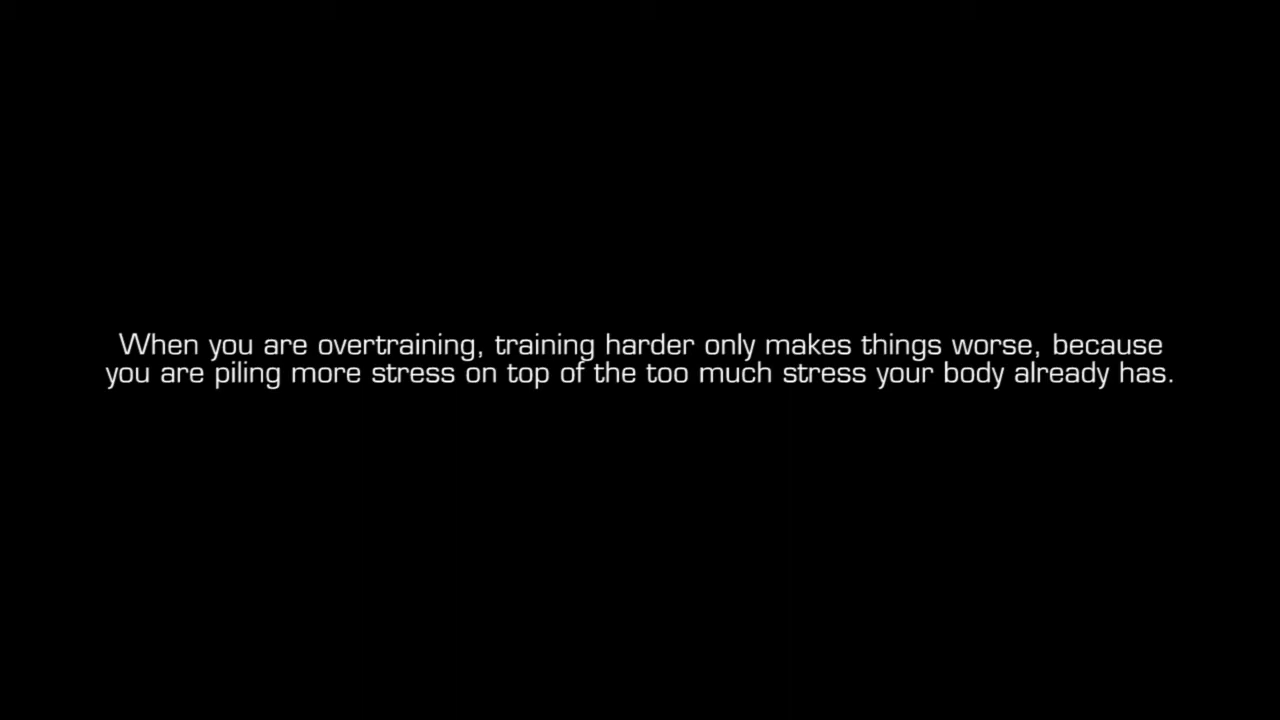 When you are overtraining, training harder only makes things worse, because
you are piling more stress on top of the too much stress your body already has.